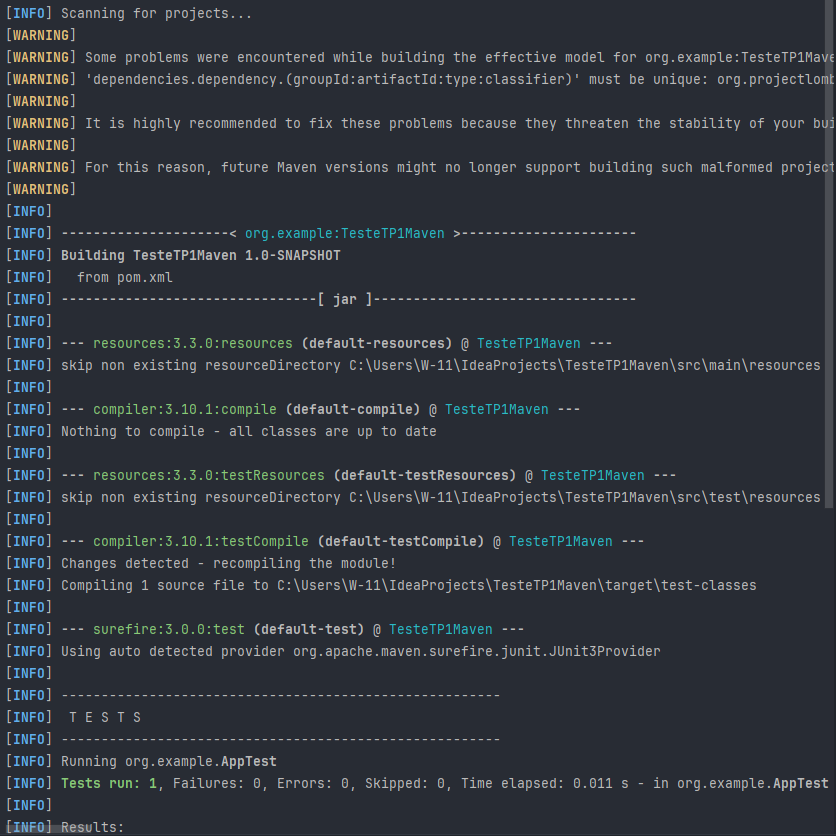 [INFO] Scanning for projects...
[WARNING]
[WARNING] Some problems were encountered while building the effective model for org.example:TesteTP1Mave
[WARNING] 'dependencies.dependency.(groupId:artifactId:type:classifier)' must be unique: org.projectlomb
[WARNING]
[WARNING] It is highly recommended to fix these problems because they threaten the stability of your bui
[WARNING]
[WARNING] For this reason, future Maven versions might no longer support building such malformed project
[WARNING]
[INFO]
[INFO] ---------------------< org.example:TesteTP1Maven >----------------------
[INFO] Building TesteTP1Maven 1.0-SNAPSHOT
[INFO]   from pom.xml
[INFO] --------------------------------[ jar ]---------------------------------
[INFO]
[INFO] --- resources:3.3.0:resources (default-resources) @ TesteTP1Maven ---
[INFO] skip non existing resourceDirectory C:\Users\W-11\IdeaProjects\TesteTP1Maven\src\main\resources
[INFO]
[INFO] --- compiler:3.10.1:compile (default-compile) @ TesteTP1Maven ---
[INFO] Nothing to compile - all classes are up to date
[INFO]
[INFO] --- resources:3.3.0:testResources (default-testResources) @ TesteTP1Maven ---
[INFO] skip non existing resourceDirectory C:\Users\W-11\IdeaProjects\TesteTP1Maven\src\test\resources
[INFO]
[INFO] --- compiler:3.10.1:testCompile (default-testCompile) @ TesteTP1Maven ---
[INFO] Changes detected - recompiling the module!
[INFO] Compiling 1 source file to C:\Users\W-11\IdeaProjects\TesteTP1Maven\target\test-classes
[INFO]
[INFO] --- surefire:3.0.0:test (default-test) @ TesteTP1Maven ---
[INFO] Using auto detected provider org.apache.maven.surefire.junit.JUnit3Provider
[INFO]
[INFO] -------------------------------------------------------
[INFO]  T E S T S
[INFO] -------------------------------------------------------
[INFO] Running org.example.AppTest
[INFO] Tests run: 1, Failures: 0, Errors: 0, Skipped: 0, Time elapsed: 0.011 s - in org.example.AppTest
[INFO]
[INFO] Results: